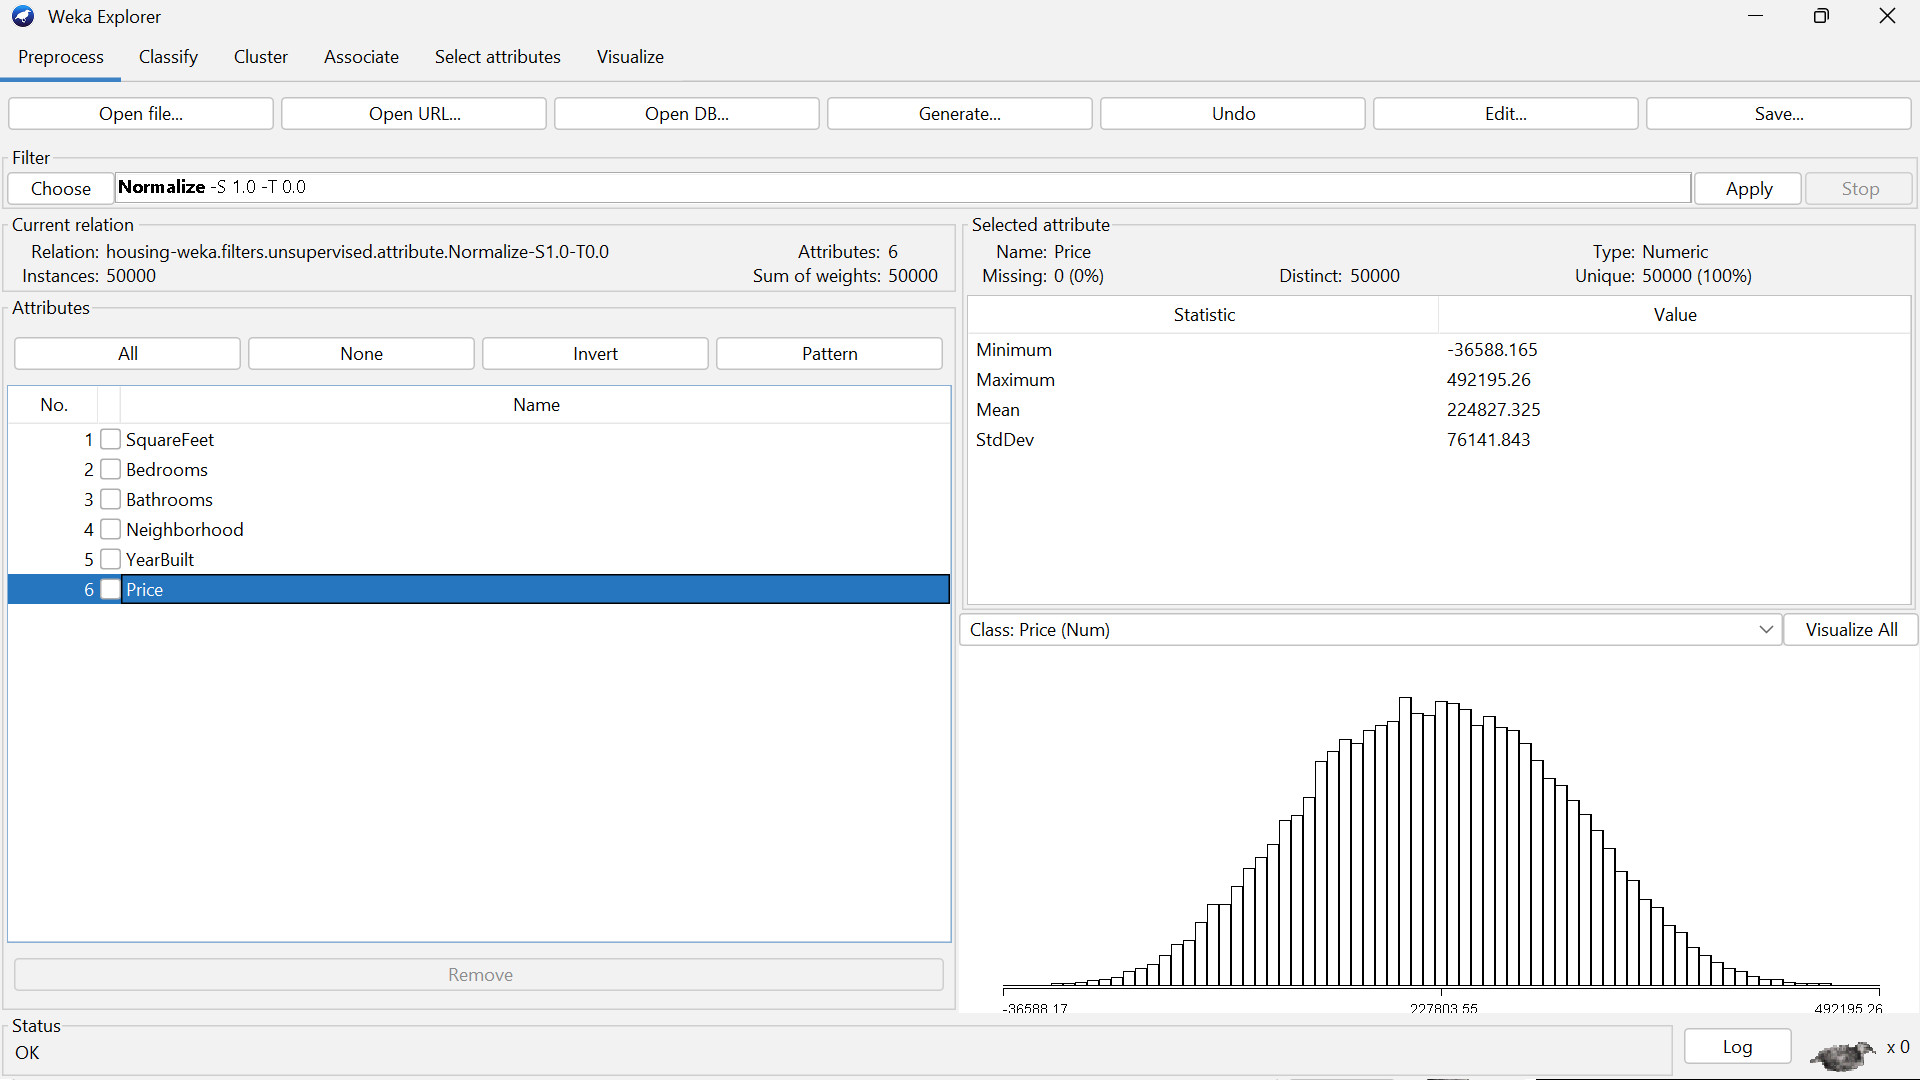 Weka Explorer
Preprocess Classify Cluster Associate Select attributes Visualize
Open file... Open URL... Open DB... Generate... Undo Edit... Save...
Filter
Choose Normalize -S 1.0 -T 0.0 Apply Stop
Current relation
Relation: housing-weka.filters.unsupervised.attribute.Normalize-S1.0-T0.0 Attributes: 6
Instances: 50000 Sum of weights: 50000
Attributes
All None Invert Pattern
No. Name
1 SquareFeet
2 Bedrooms
3 Bathrooms
4 Neighborhood
5 YearBuilt
6 Price
Remove
Selected attribute
Name: Price Type: Numeric
Missing: 0 (0%) Distinct: 50000 Unique: 50000 (100%)
Statistic Value
Minimum -36588.165
Maximum 492195.26
Mean 224827.325
StdDev 76141.843
Class: Price (Num) Visualize All
-36588.17 227803.55 492195.26
Status
OK
Log x 0